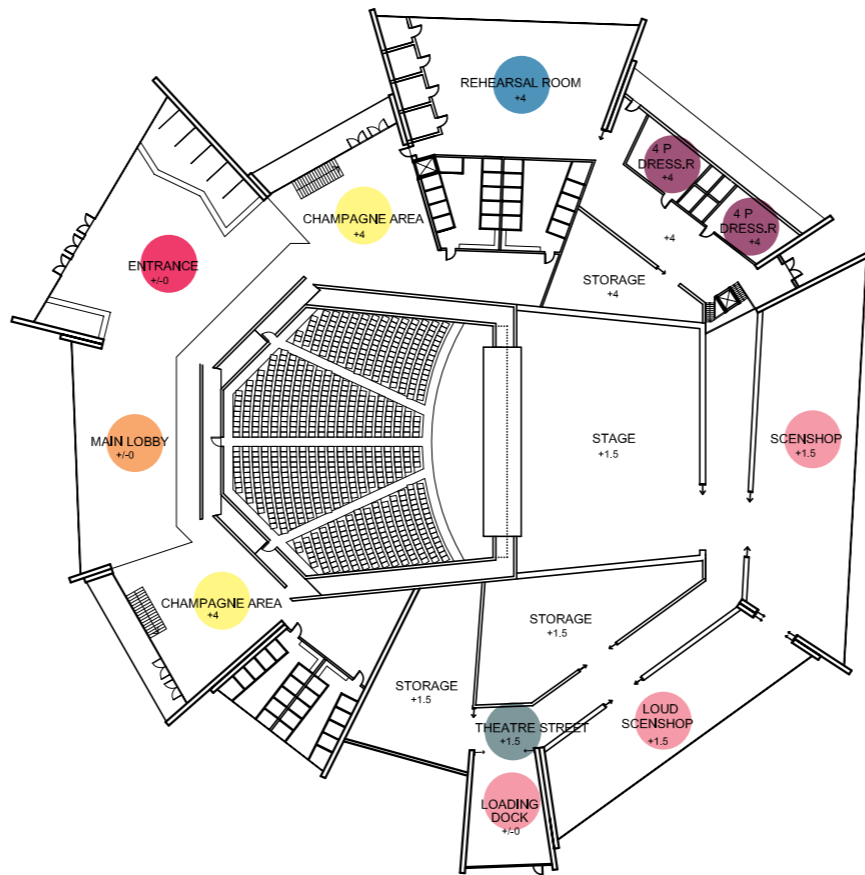 REHEARSAL ROOM
+4
4 P
DRESS.R
+4
4 P
DRESS.R
+4
CHAMPAGNE AREA
+4
+4
ENTRANCE
+/-0
STORAGE
+4
MAIN LOBBY
+/-0
STAGE
+1.5
SCENSHOP
+1.5
CHAMPAGNE AREA
+4
STORAGE
+1.5
STORAGE
+1.5
LOUD
SCENSHOP
+1.5
THEATRE STREET
+1.5
LOADING
DOCK
+/-0